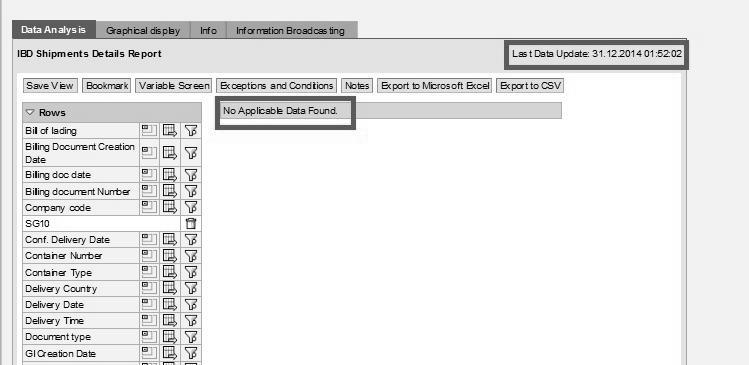 Data Analysis Graphical display Info Information Broadcasting
IBD Shipments Details Report Last Data Update: 31.12.2014 01:52:02
Save View Bookmark Variable Screen Exceptions and Conditions Notes Export to Microsoft Excel Export to CSV
Rows No Applicable Data Found.
Bill of lading
Billing Document Creation
Date
Billing doc date
Billing document Number
Company code
SG10
Conf. Delivery Date
Container Number
Container Type
Delivery Country
Delivery Date
Delivery Time
Document type
GI Creation Date